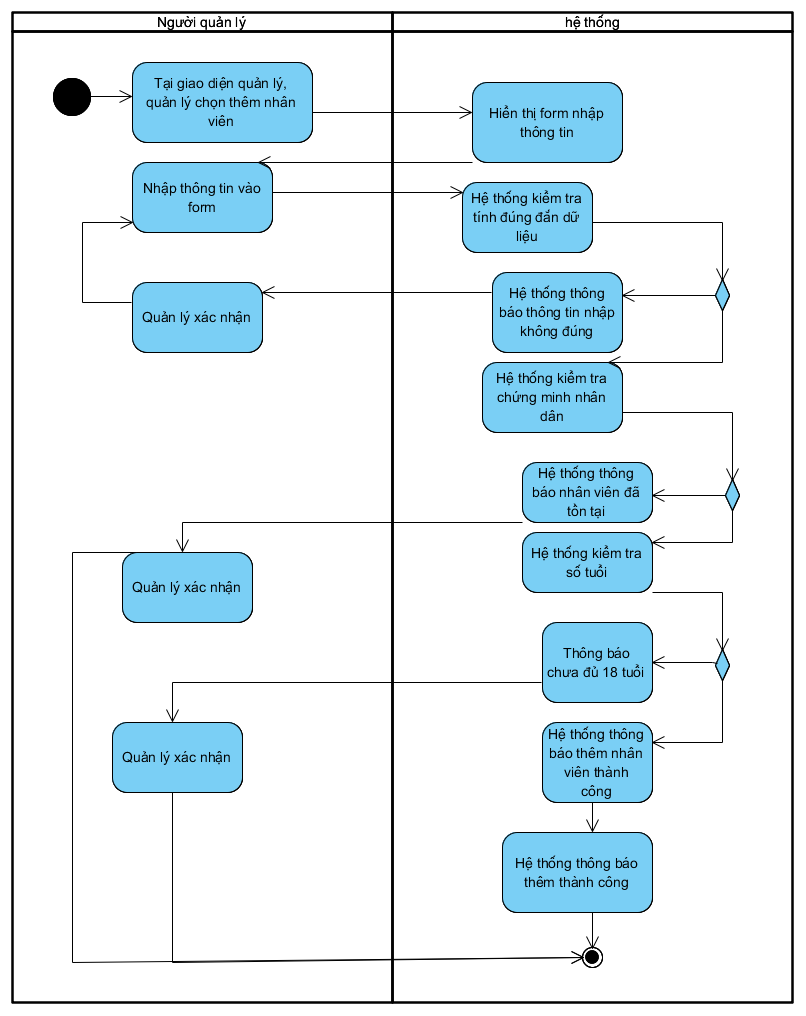 Người quản lý
hệ thống
Tại giao diện quản lý,
quản lý chọn thêm nhân
viên
Hiển thị form nhập
thông tin
Nhập thông tin vào
form
Hệ thống kiểm tra
tính đúng đắn dữ
liệu
Quản lý xác nhận
Hệ thống thông
báo thông tin nhập
không đúng
Hệ thống kiểm tra
chứng minh nhân
dân
Hệ thống thông
báo nhân viên đã
tồn tại
Quản lý xác nhận
Hệ thống kiểm tra
số tuổi
Thông báo
chưa đủ 18 tuổi
Quản lý xác nhận
Hệ thống thông
báo thêm nhân
viên thành
công
Hệ thống thông báo
thêm thành công